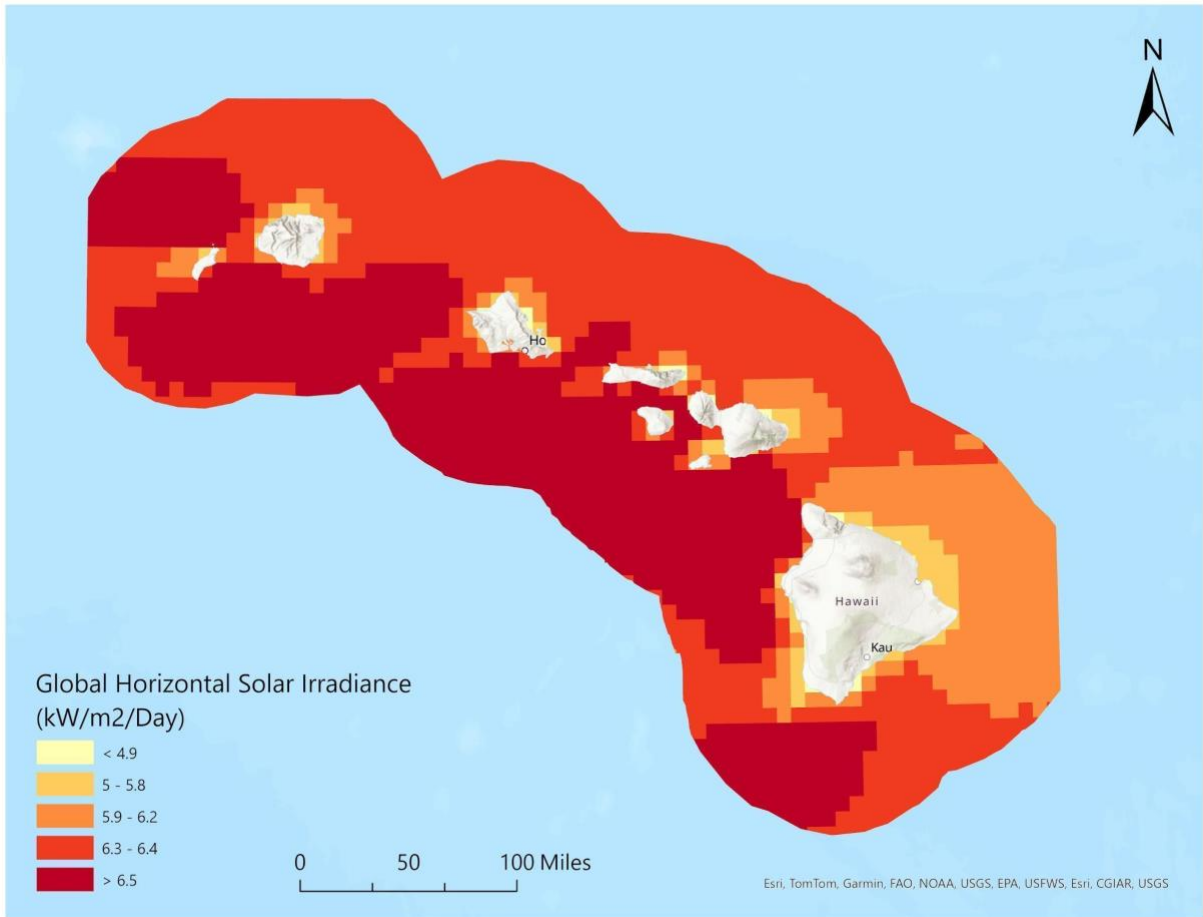 N
Ho
Hawaii
Kau
Global Horizontal Solar Irradiance
(kW/m2/Day)
< 4.9
5 - 5.8
5.9 - 6.2
6.3 - 6.4
> 6.5
0 50 100 Miles
Esri, TomTom, Garmin, FAO, NOAA, USGS, EPA, USFWS, Esri, CGIAR, USGS